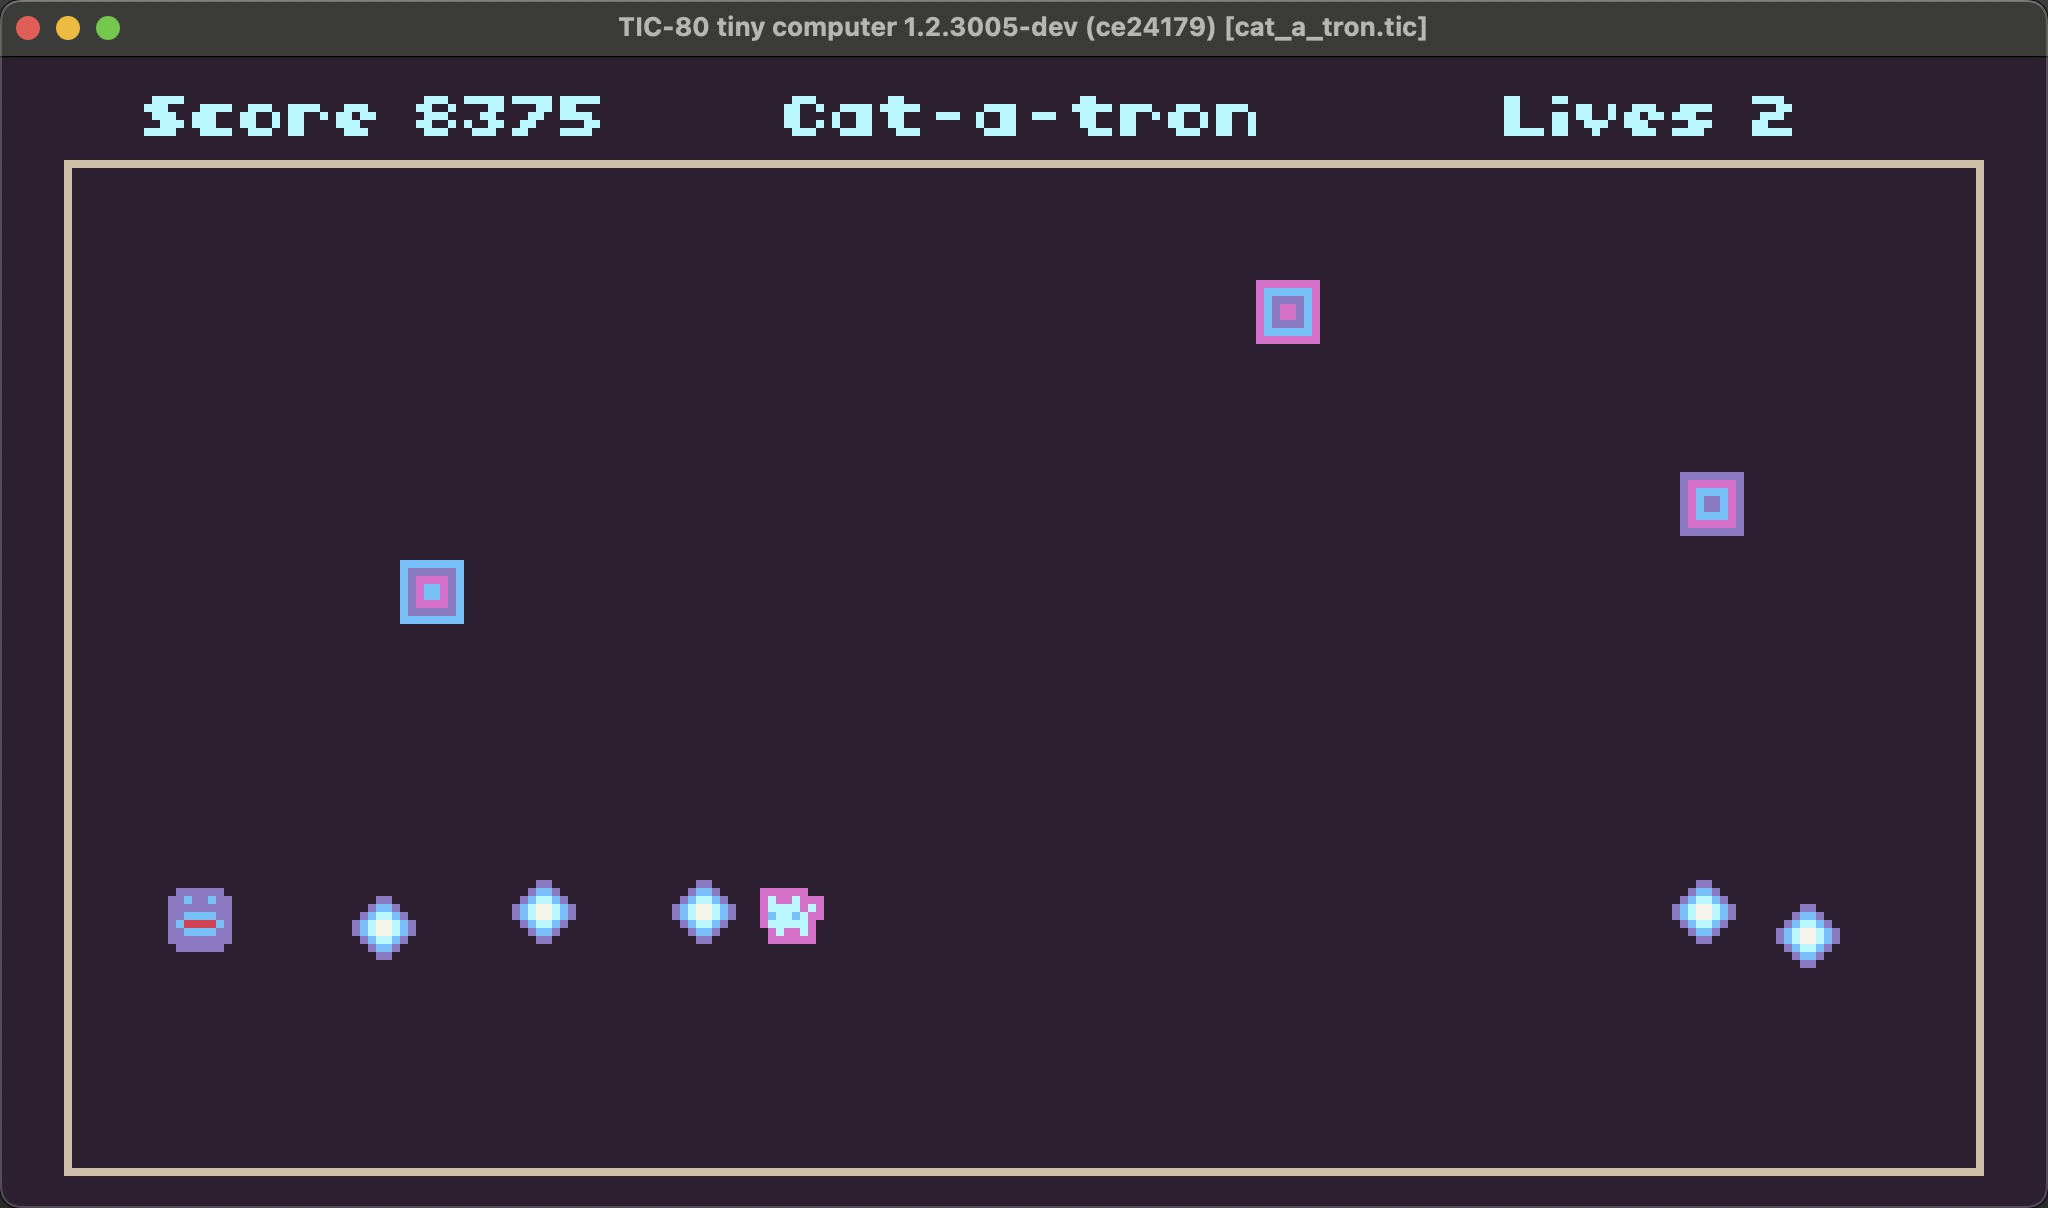 TIC-80 tiny computer 1.2.3005-dev (ce24179) [cat_a_tron.tic]
Score 8375 Cat-a-tron Lives 2